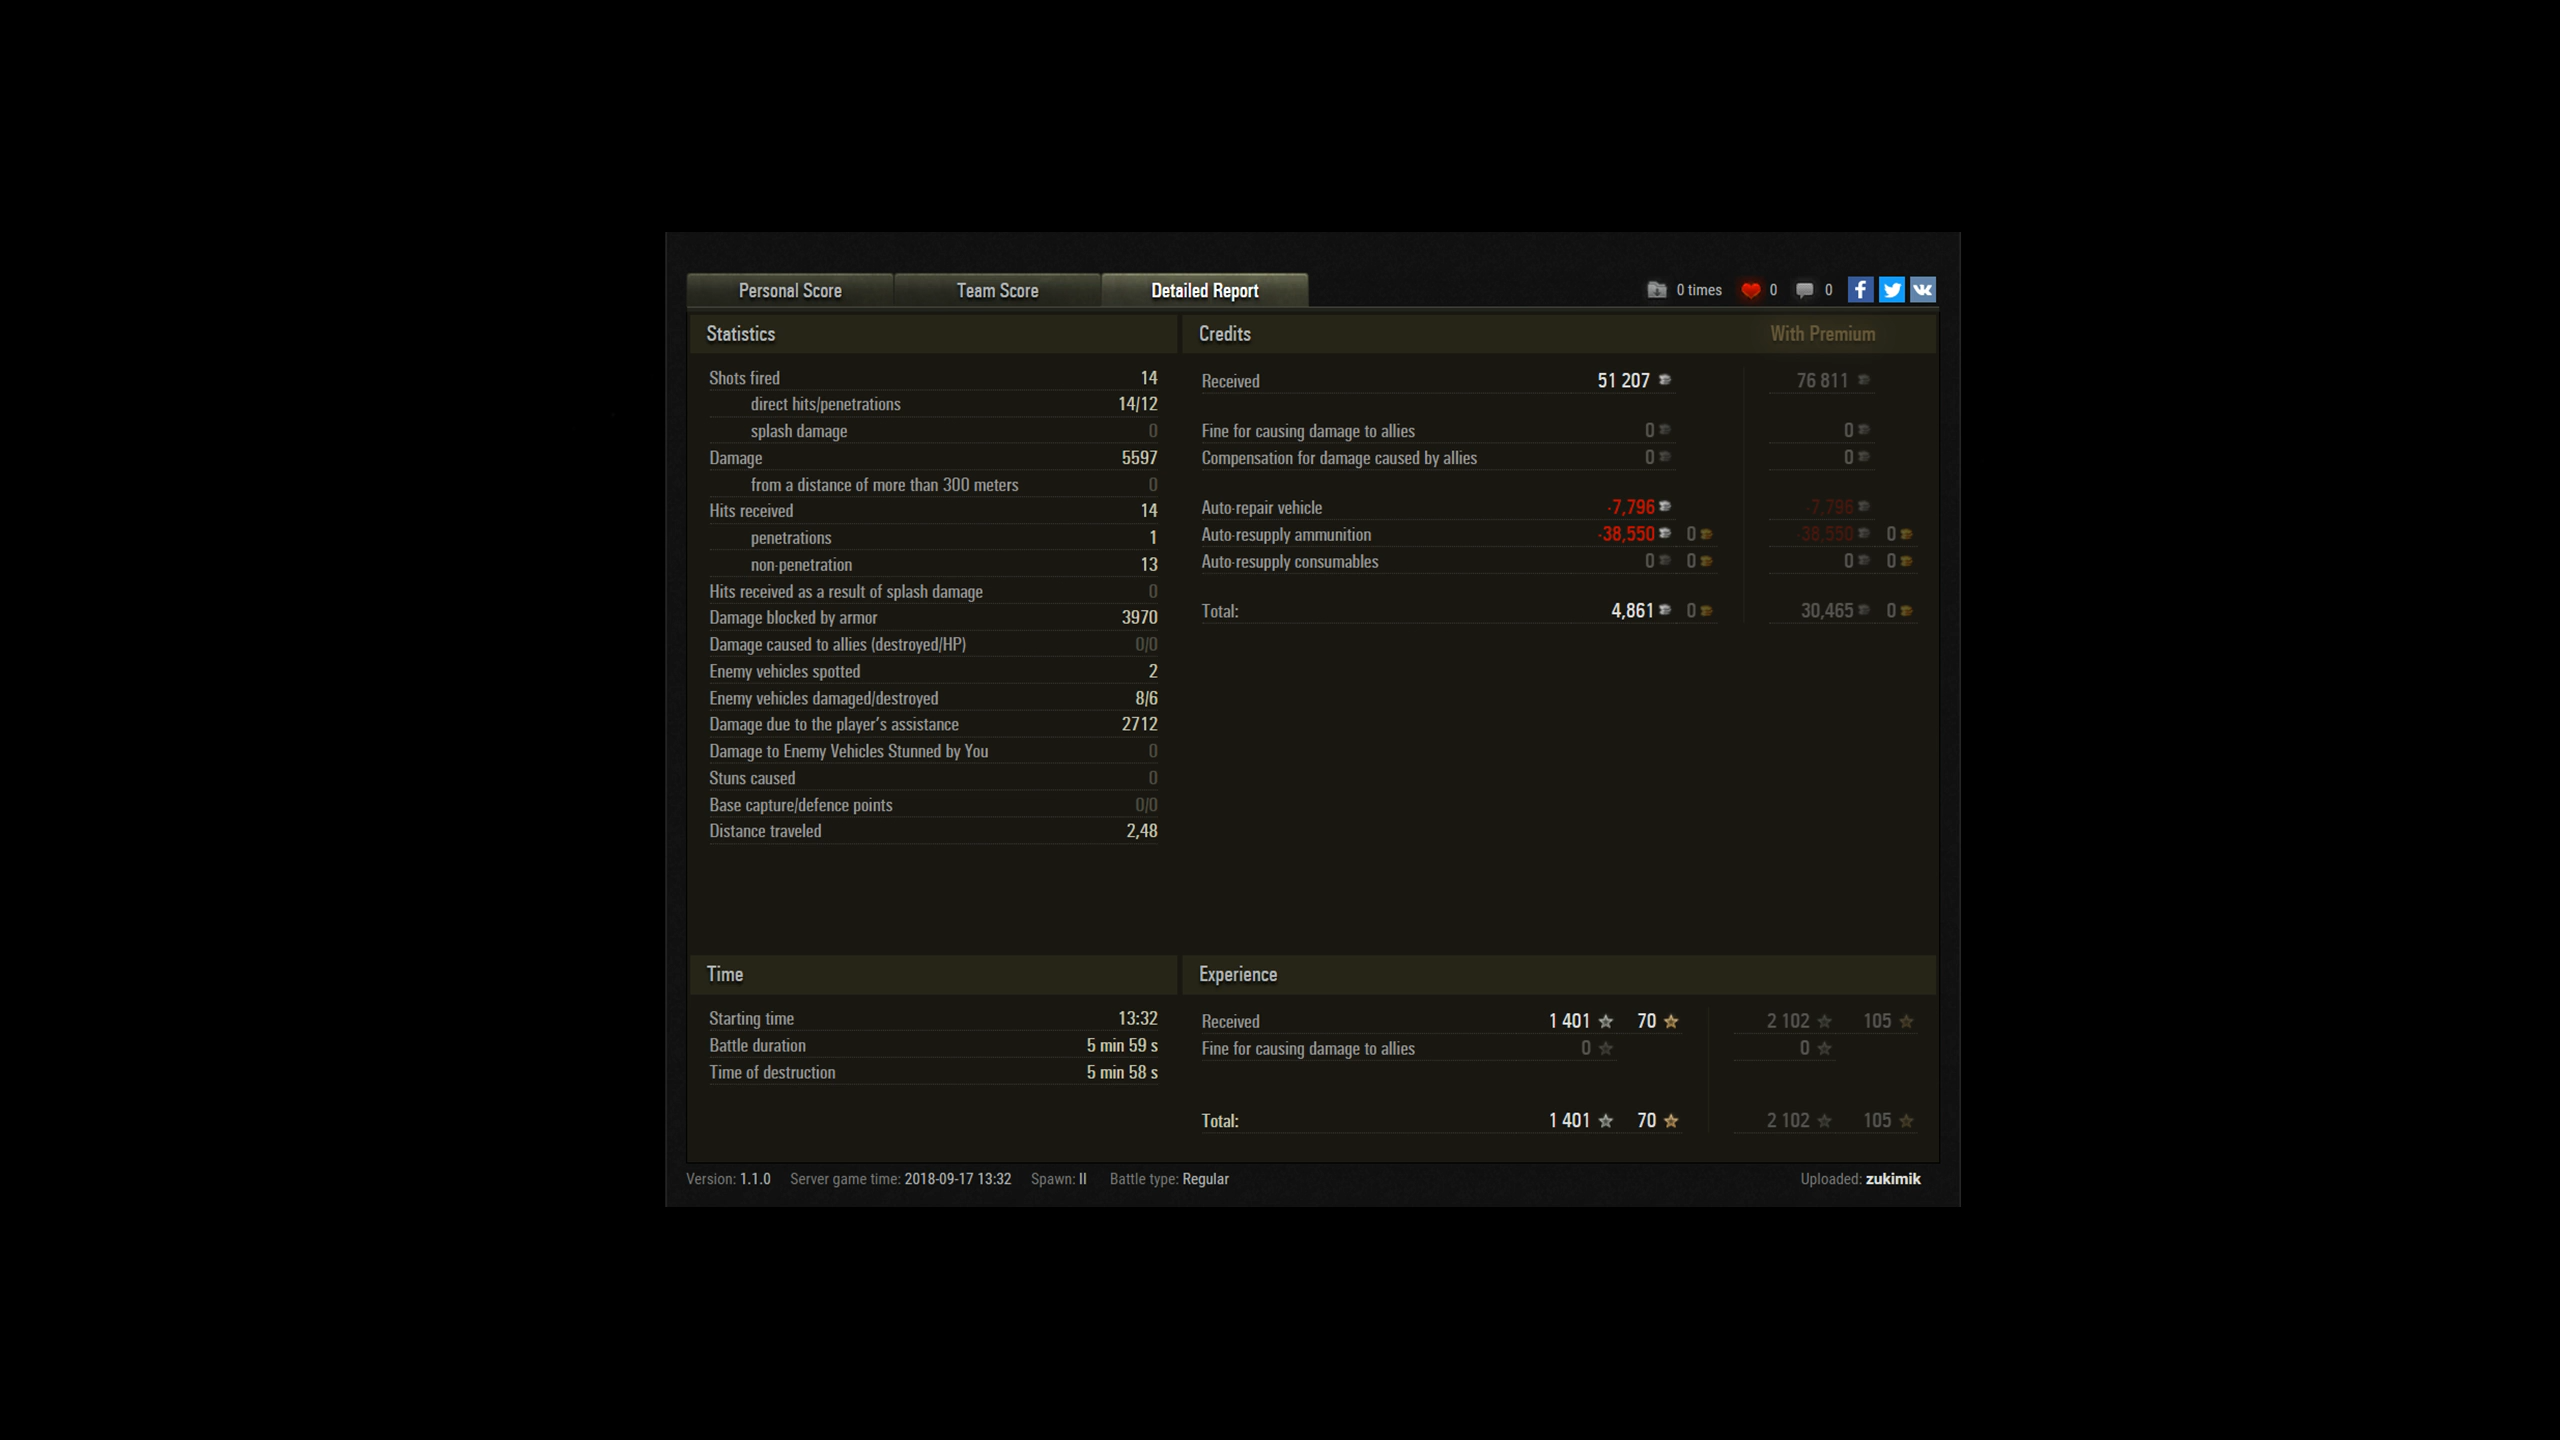 Personal Score Team Score Detailed Report 0 times 0 0
Statistics
Shots fired 14
direct hits/penetrations 14/12
splash damage 0
Damage 5597
from a distance of more than 300 meters 0
Hits received 14
penetrations 1
non-penetration 13
Hits received as a result of splash damage 0
Damage blocked by armor 3970
Damage caused to allies (destroyed/HP) 0/0
Enemy vehicles spotted 2
Enemy vehicles damaged/destroyed 8/6
Damage due to the player's assistance 2712
Damage to Enemy Vehicles Stunned by You 0
Stuns caused 0
Base capture/defence points 0/0
Distance traveled 2,48
Credits With Premium
Received 51 207 76 811
Fine for causing damage to allies 0 0
Compensation for damage caused by allies 0 0
Auto-repair vehicle -7,796 -7,796
Auto-resupply ammunition -38,550 0 -38,550 0
Auto-resupply consumables 0 0 0 0
Total: 4,861 0 30,465 0
Time
Starting time 13:32
Battle duration 5 min 59 s
Time of destruction 5 min 58 s
Experience
Received 1 401 70 2 102 105
Fine for causing damage to allies 0 0
Total: 1 401 70 2 102 105
Version: 1.1.0 Server game time: 2018-09-17 13:32 Spawn: II Battle type: Regular Uploaded: zukimik